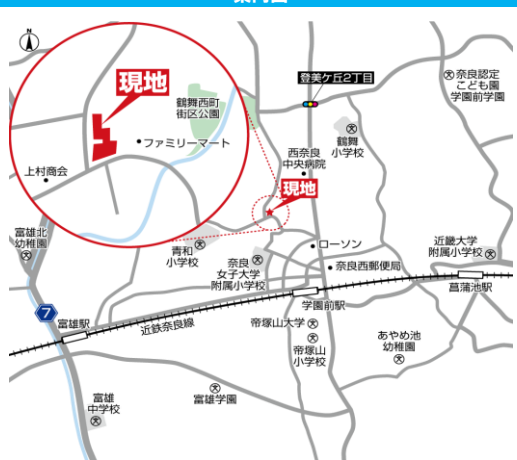 N
現地
鶴舞西町
街区公園
ファミリーマート
上村商会
登美ケ丘2丁目
奈良認定
こども園
学園前学園
鶴舞
小学校
西奈良
中央病院
現地
富雄北
幼稚園
青和
小学校
奈良
女子大学
附属小学校
ローソン
奈良西郵便局
近畿大学
附属小学校
菖蒲池駅
学園前駅
7
富雄駅
近鉄奈良線
帝塚山大学
帝塚山
小学校
あやめ池
幼稚園
富雄
中学校
富雄学園